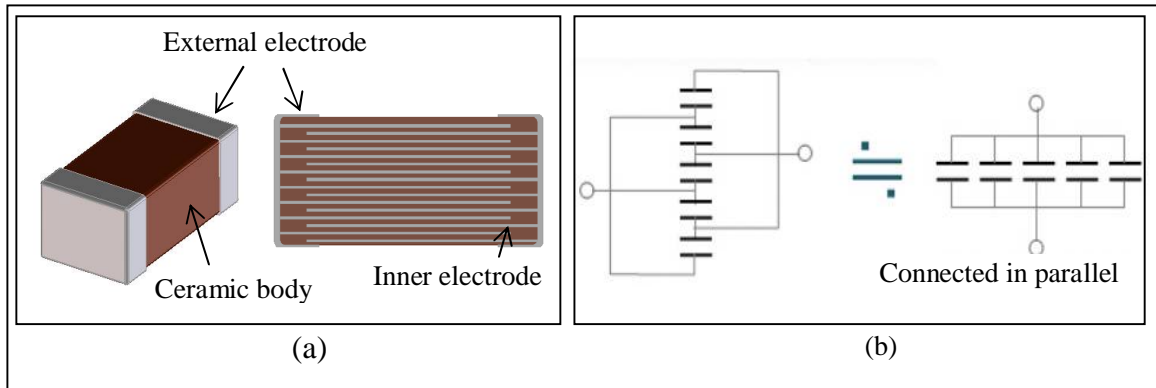 External electrode
Inner electrode
Ceramic body
(a)
Connected in parallel
(b)